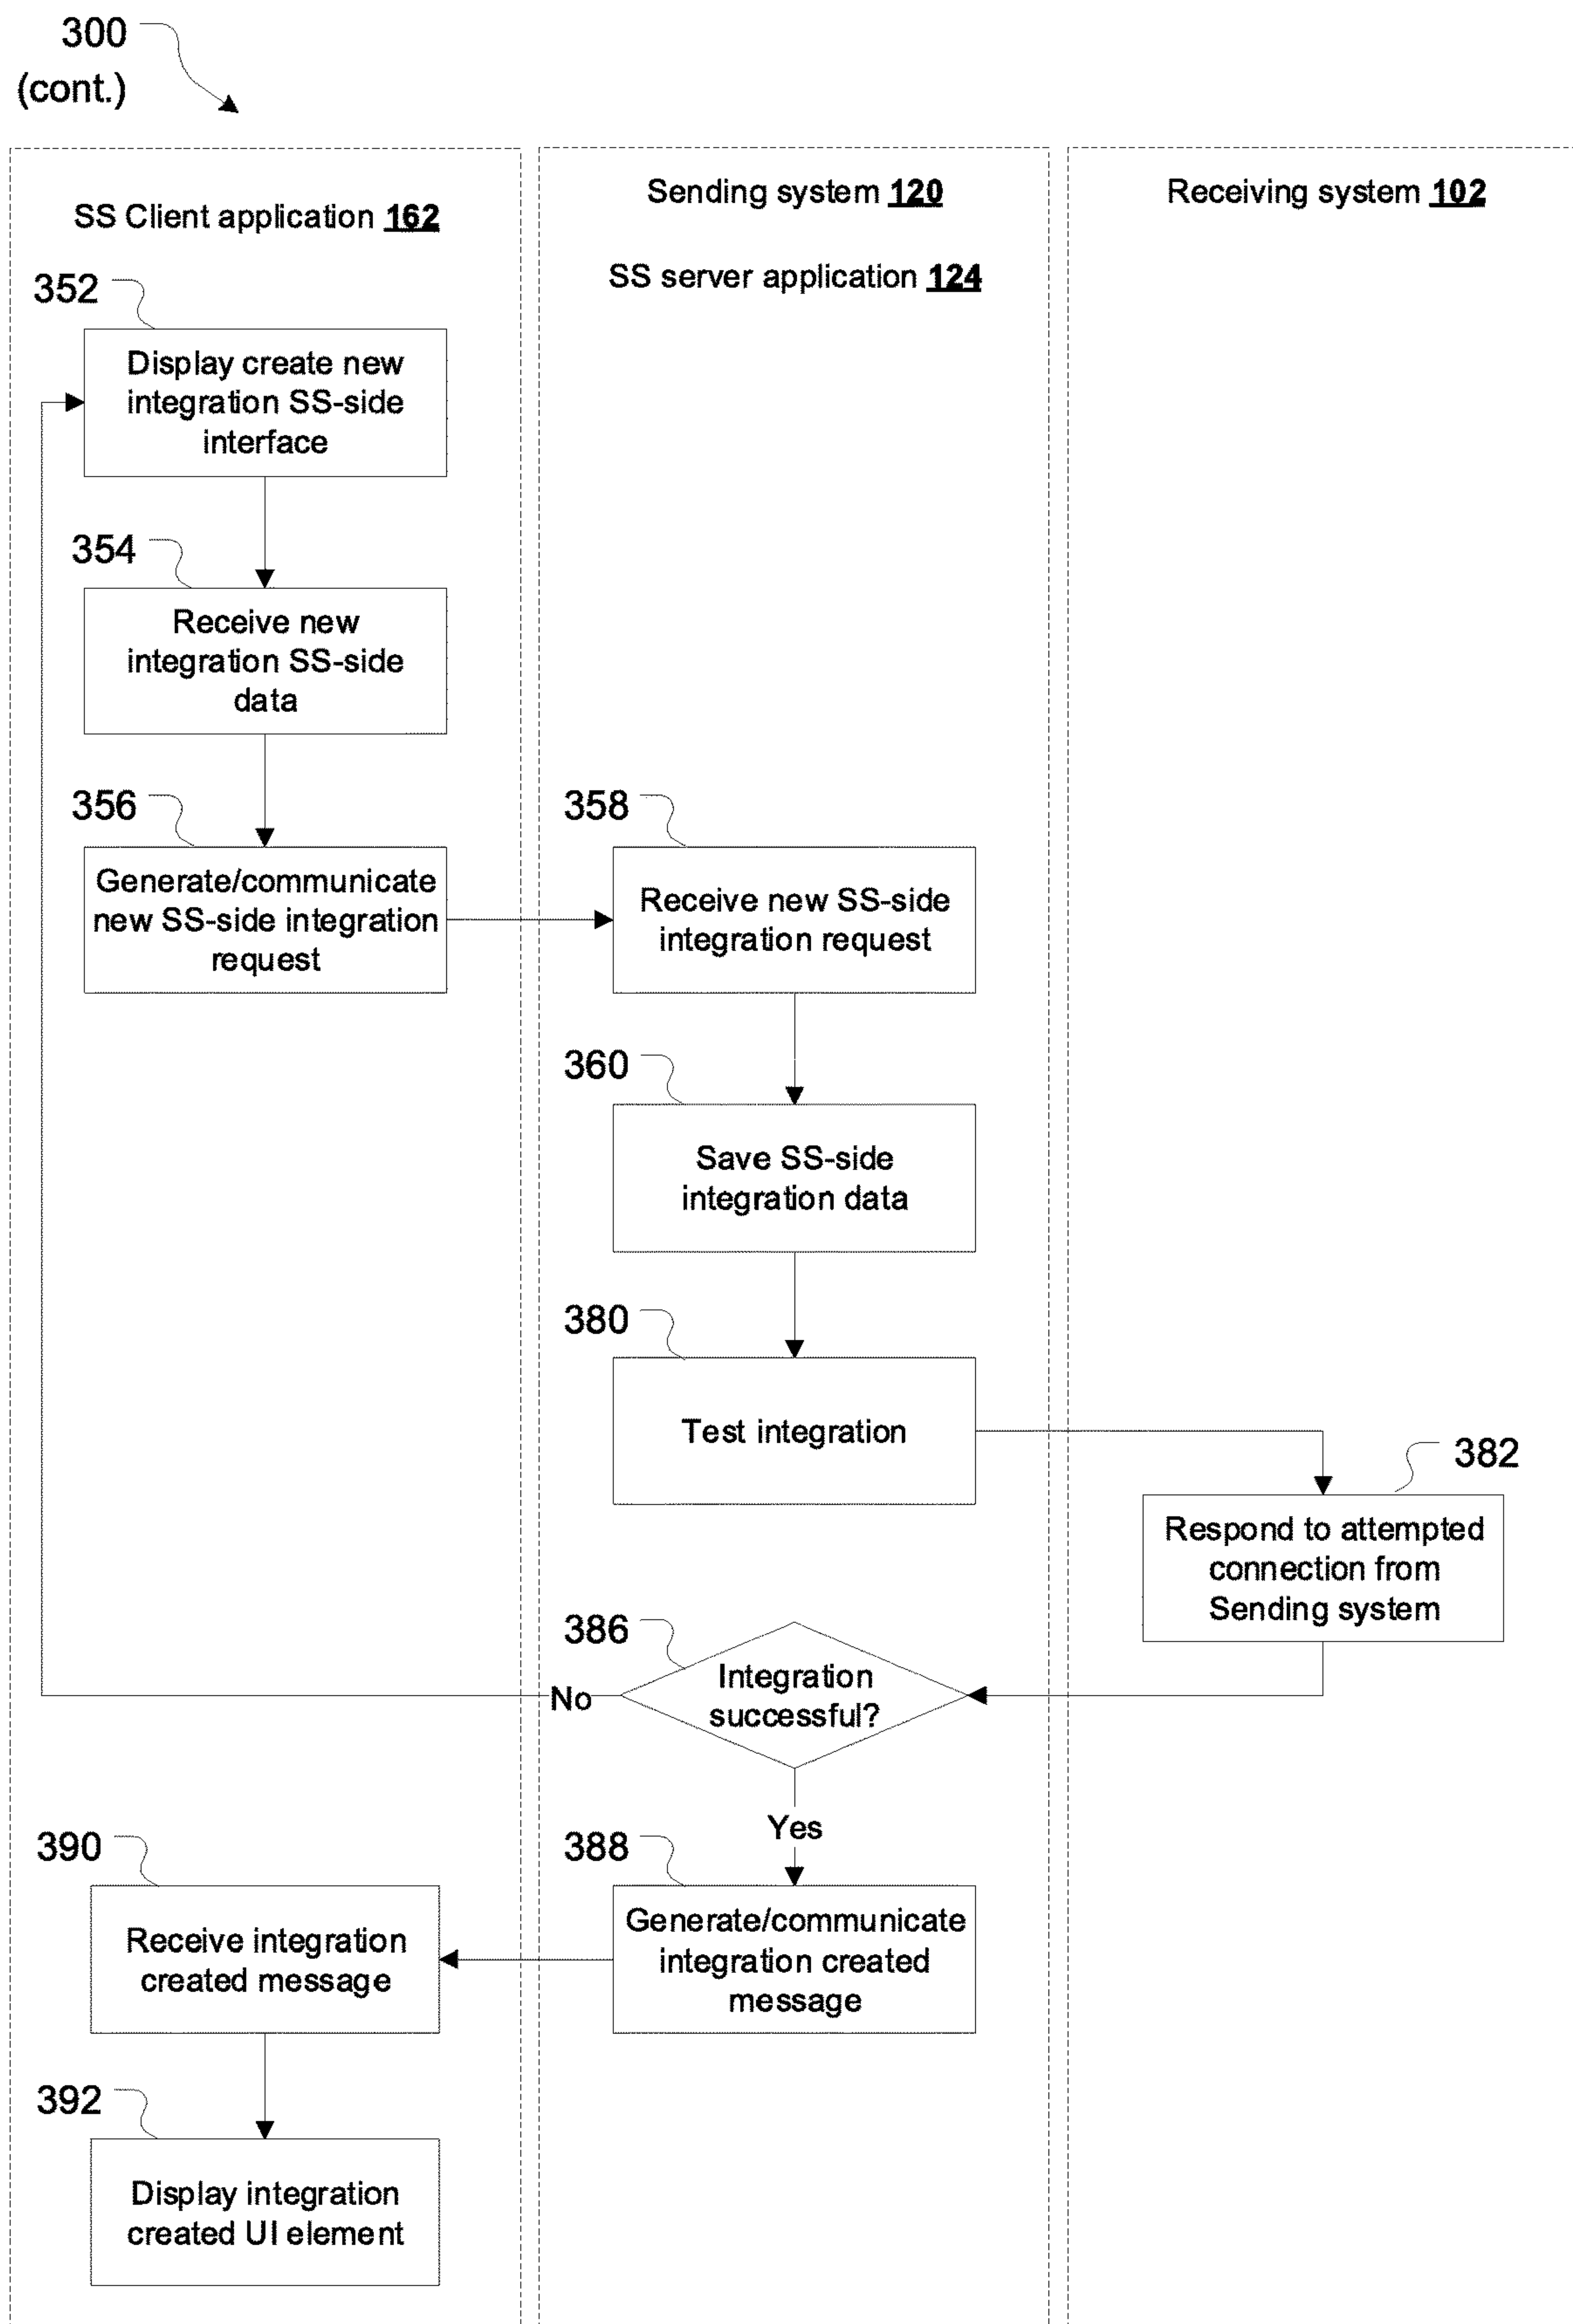 300
(cont.)
SS Client application 162
Sending system 120
SS server application 124
Receiving system 102
352
Display create new
integration SS-side
interface
354
Receive new
integration SS-side
data
356
Generate/communicate
new SS-side integration
request
358
Receive new SS-side
integration request
360
Save SS-side
integration data
380
Test integration
382
Respond to attempted
connection from
Sending system
386
Integration
successful?
No
Yes
388
Generate/communicate
integration created
message
390
Receive integration
created message
392
Display integration
created UI element